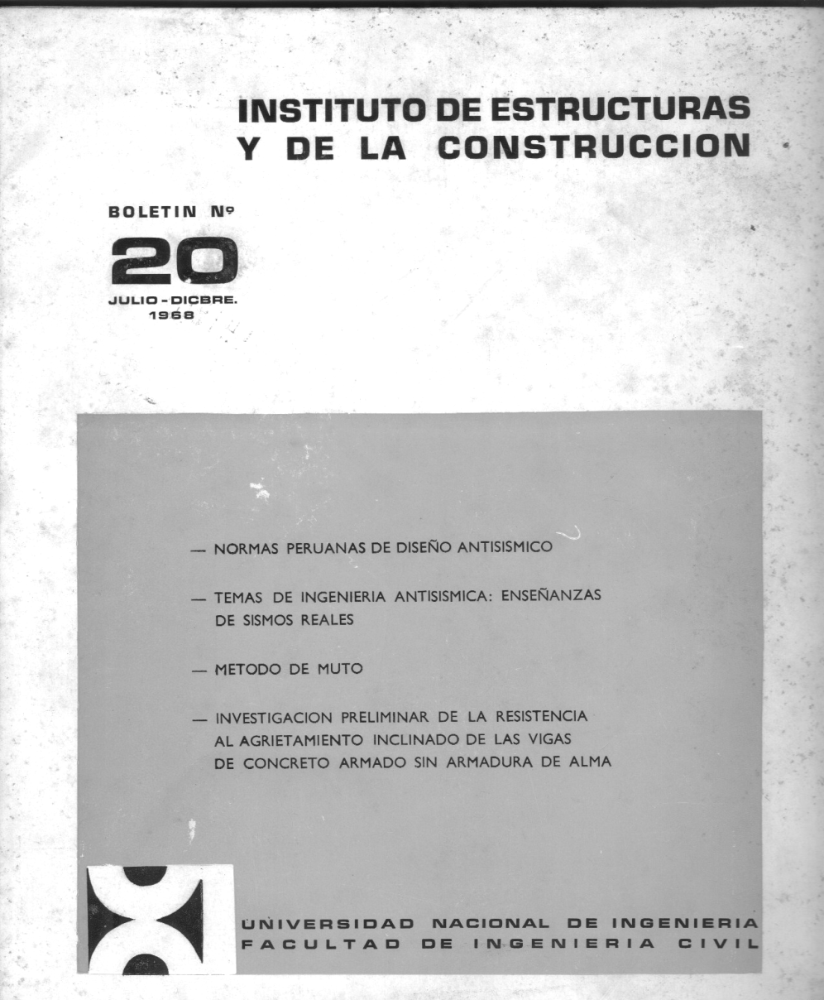 INSTITUTO DE ESTRUCTURAS
Y DE LA CONSTRUCCION
BOLETIN Nº
20
JULIO - DICBRE.
1968
— NORMAS PERUANAS DE DISEÑO ANTISISMICO
— TEMAS DE INGENIERIA ANTISISMICA: ENSEÑANZAS
DE SISMOS REALES
— METODO DE MUTO
— INVESTIGACION PRELIMINAR DE LA RESISTENCIA
AL AGRIETAMIENTO INCLINADO DE LAS VIGAS
DE CONCRETO ARMADO SIN ARMADURA DE ALMA
UNIVERSIDAD NACIONAL DE INGENIERIA
FACULTAD DE INGENIERIA CIVIL